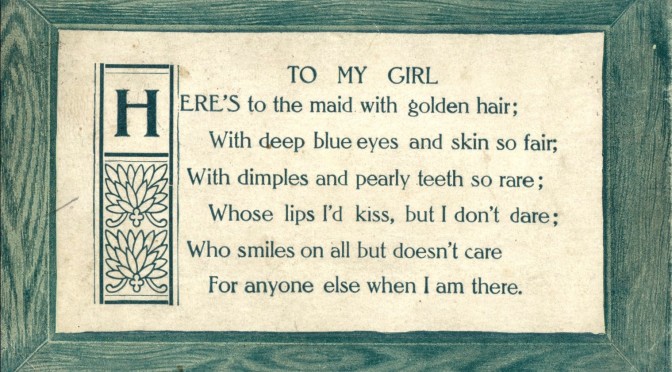 TO MY GIRL
HERE'S to the maid with golden hair;
With deep blue eyes and skin so fair;
With dimples and pearly teeth so rare;
Whose lips I'd kiss, but I don't dare;
Who smiles on all but doesn't care
For anyone else when I am there.